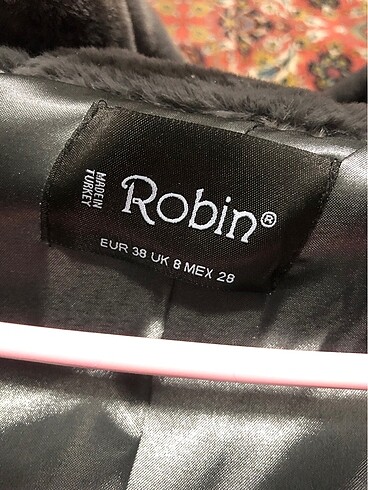 MADE IN
TURKEY
Robin®
EUR 38 UK 8 MEX 28